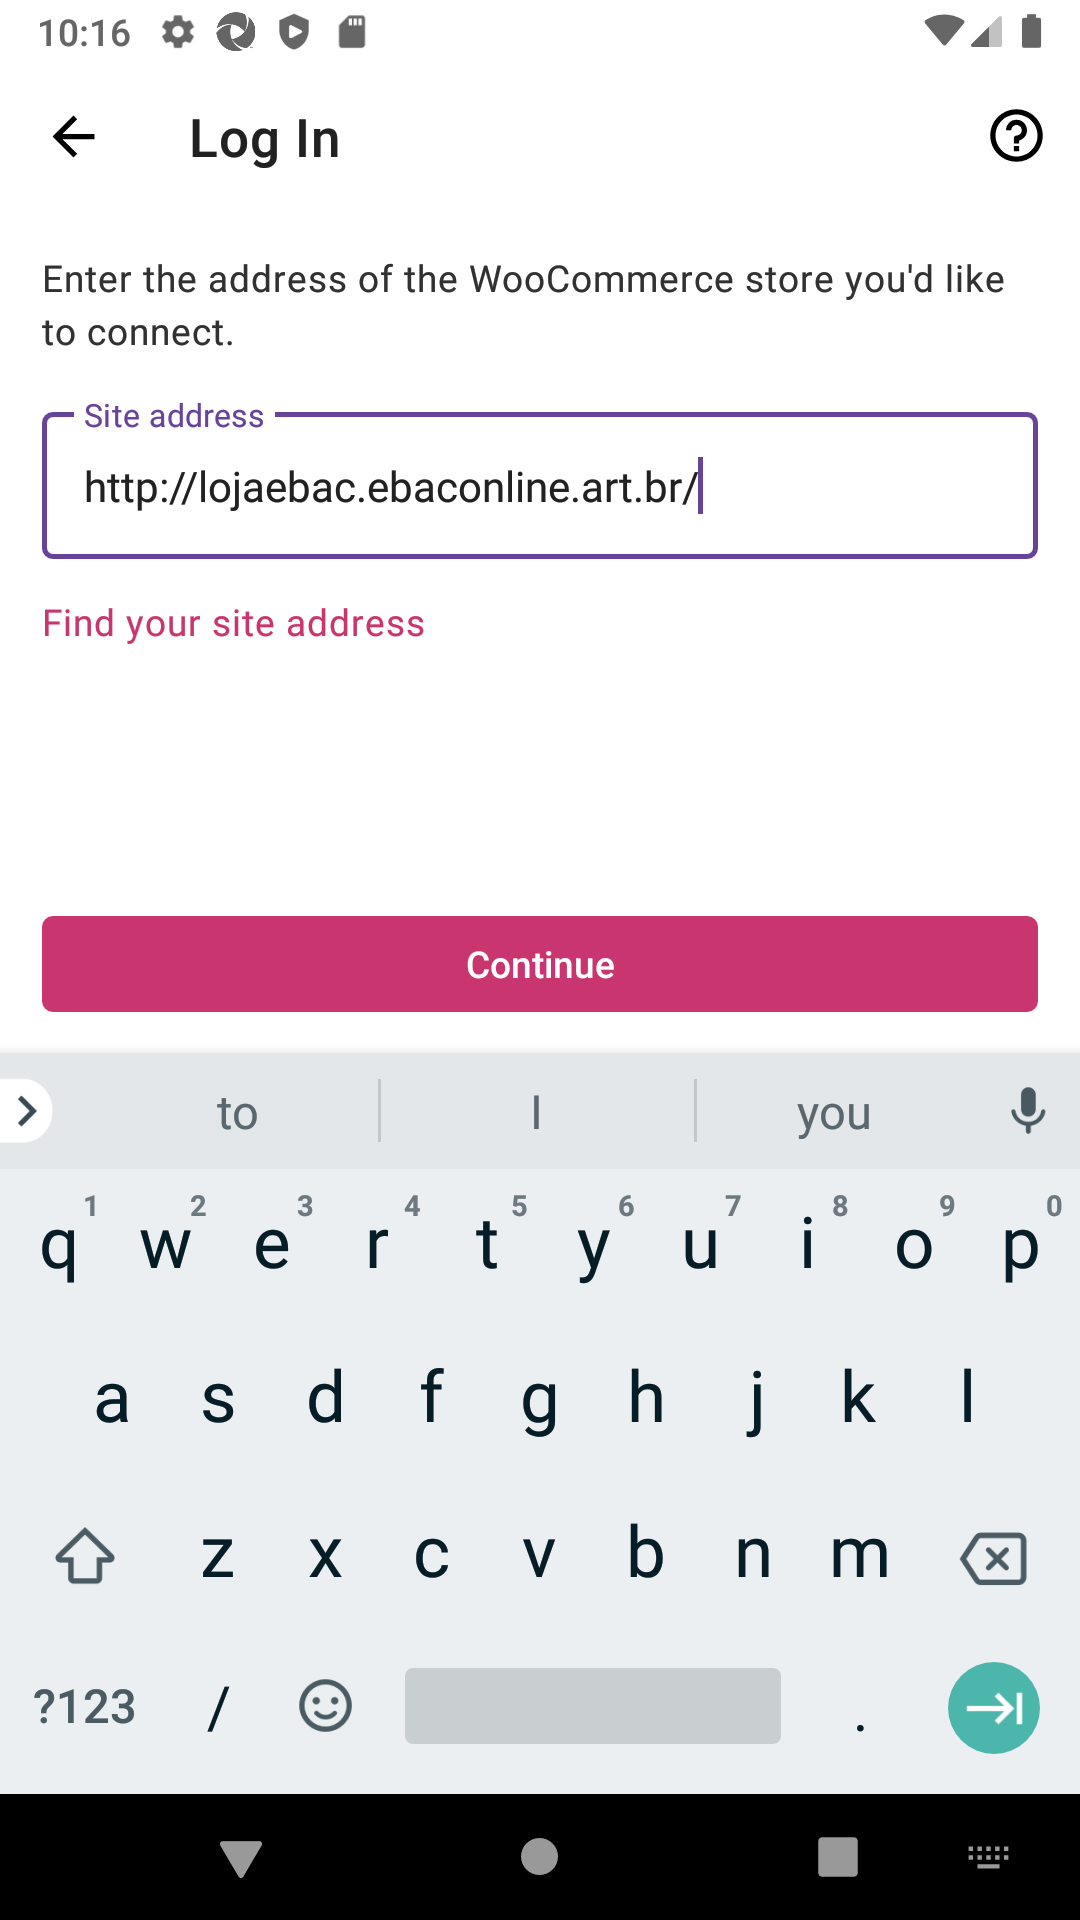 10:16
Log In
Enter the address of the WooCommerce store you'd like
to connect.
Site address
http://lojaebac.ebaconline.art.br/
Find your site address
Continue
to I you
1 2 3 4 5 6 7 8 9 0
q w e r t y u i o p
a s d f g h j k l
z x c v b n m
?123 / .